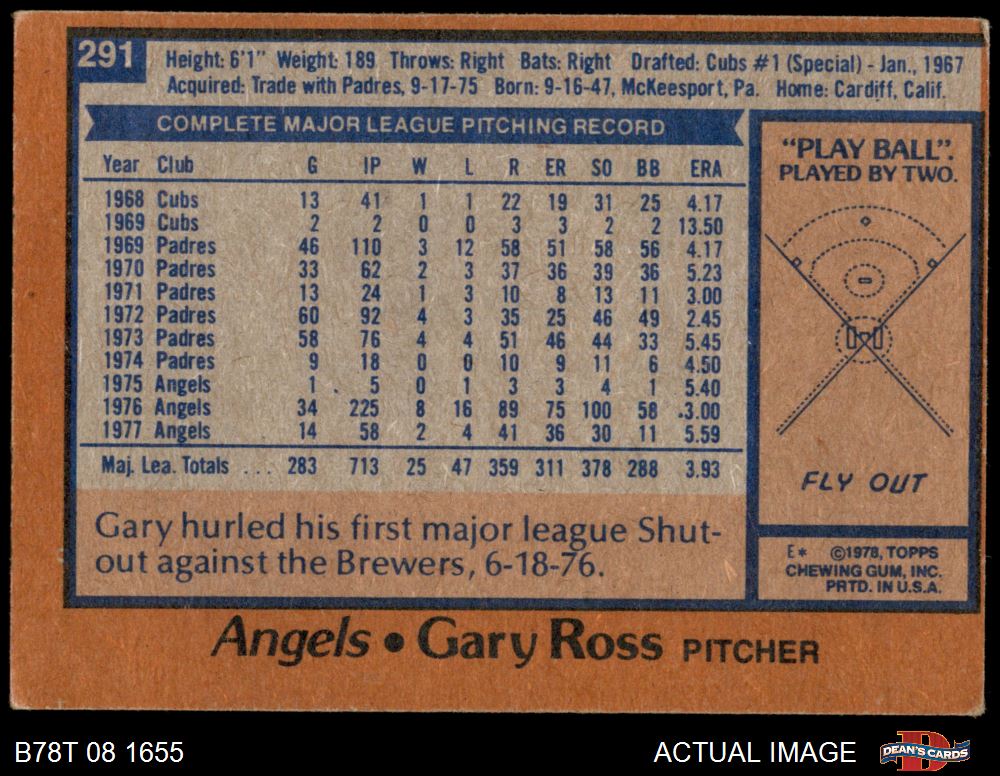 291
Height: 6'1" Weight: 189 Throws: Right Bats: Right Drafted: Cubs #1 (Special) - Jan., 1967
Acquired: Trade with Padres, 9-17-75 Born: 9-16-47, McKeesport, Pa. Home: Cardiff, Calif.
COMPLETE MAJOR LEAGUE PITCHING RECORD
Year Club G IP W L R ER SO BB ERA
1968 Cubs 13 41 1 1 22 19 31 25 4.17
1969 Cubs 2 2 0 0 3 3 2 2 13.50
1969 Padres 46 110 3 12 58 51 58 56 4.17
1970 Padres 33 62 2 3 37 36 39 36 5.23
1971 Padres 13 24 1 3 10 8 13 11 3.00
1972 Padres 60 92 4 3 35 25 46 49 2.45
1973 Padres 58 76 4 4 51 46 44 33 5.45
1974 Padres 9 18 0 0 10 9 11 6 4.50
1975 Angels 1 5 0 1 3 3 4 1 5.40
1976 Angels 34 225 8 16 89 75 100 58 3.00
1977 Angels 14 58 2 4 41 36 30 11 5.59
Maj. Lea. Totals ... 283 713 25 47 359 311 378 288 3.93
Gary hurled his first major league Shut-
out against the Brewers, 6-18-76.
"PLAY BALL".
PLAYED BY TWO.
FLY OUT
E* ©1978, TOPPS
CHEWING GUM, INC.
PRTD. IN U.S.A.
Angels • Gary Ross PITCHER
B78T 08 1655
ACTUAL IMAGE
DEAN'S CARDS